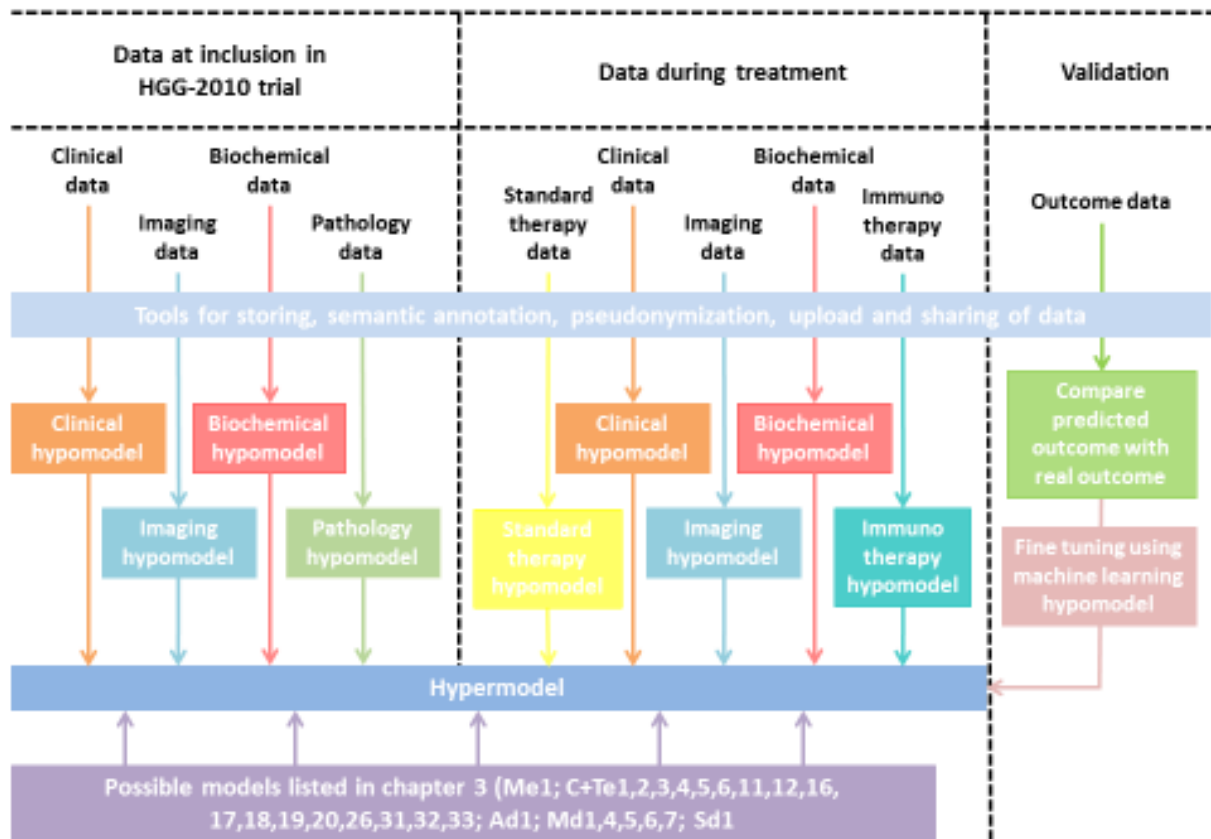 Data at inclusion in
HGG-2010 trial
Data during treatment
Validation
Clinical
data
Biochemical
data
Imaging
data
Pathology
data
Standard
therapy
data
Clinical
data
Imaging
data
Biochemical
data
Immuno
therapy
data
Outcome data
Tools for storing, semantic annotation, pseudonymization, upload and sharing of data
Clinical
hypomodel
Biochemical
hypomodel
Imaging
hypomodel
Pathology
hypomodel
Standard
therapy
hypomodel
Clinical
hypomodel
Imaging
hypomodel
Biochemical
hypomodel
Immuno
therapy
hypomodel
Compare
predicted
outcome with
real outcome
Fine tuning using
machine learning
hypomodel
Hypermodel
Possible models listed in chapter 3 (Me1; C+Te1,2,3,4,5,6,11,12,16,
17,18,19,20,26,31,32,33; Ad1; Md1,4,5,6,7; Sd1